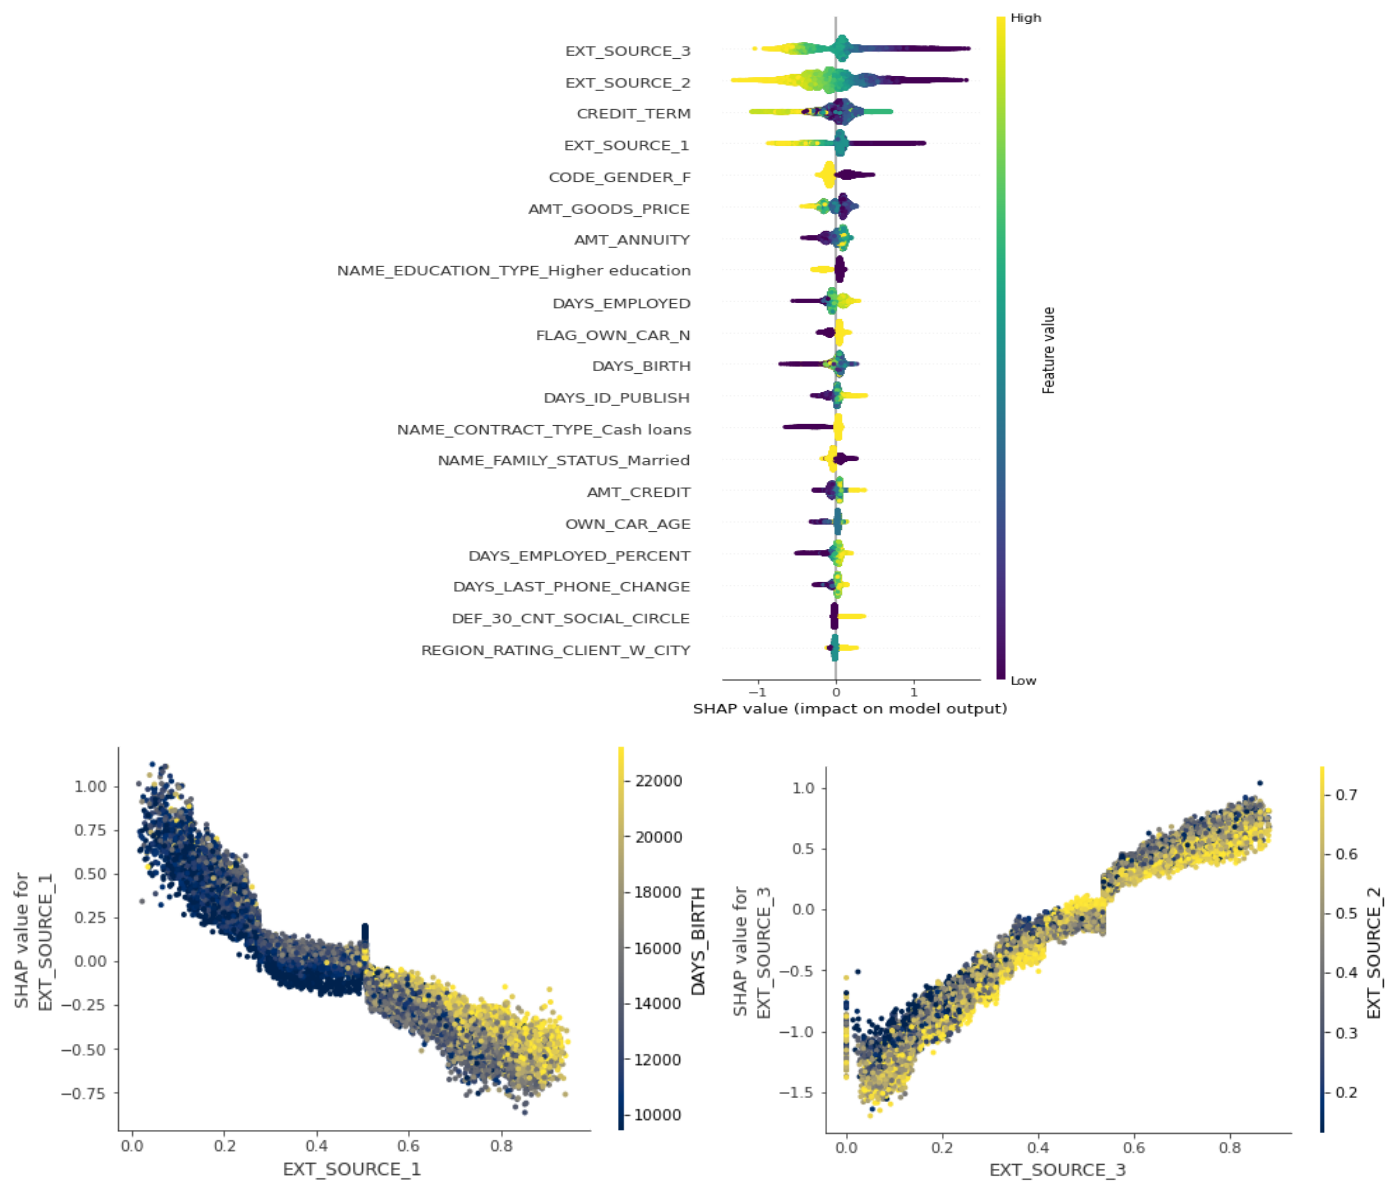 High
EXT_SOURCE_3
EXT_SOURCE_2
CREDIT_TERM
EXT_SOURCE_1
CODE_GENDER_F
AMT_GOODS_PRICE
AMT_ANNUITY
NAME_EDUCATION_TYPE_Higher education
DAYS_EMPLOYED
FLAG_OWN_CAR_N
DAYS_BIRTH
DAYS_ID_PUBLISH
NAME_CONTRACT_TYPE_Cash loans
NAME_FAMILY_STATUS_Married
AMT_CREDIT
OWN_CAR_AGE
DAYS_EMPLOYED_PERCENT
DAYS_LAST_PHONE_CHANGE
DEF_30_CNT_SOCIAL_CIRCLE
REGION_RATING_CLIENT_W_CITY
Feature value
Low
−1 0 1
SHAP value (impact on model output)
SHAP value for
EXT_SOURCE_1
1.00
0.75
0.50
0.25
0.00
−0.25
−0.50
−0.75
0.0 0.2 0.4 0.6 0.8
EXT_SOURCE_1
22000
20000
18000
16000
14000
12000
10000
DAYS_BIRTH
SHAP value for
EXT_SOURCE_3
1.0
0.5
0.0
−0.5
−1.0
−1.5
0.0 0.2 0.4 0.6 0.8
EXT_SOURCE_3
0.7
0.6
0.5
0.4
0.3
0.2
EXT_SOURCE_2